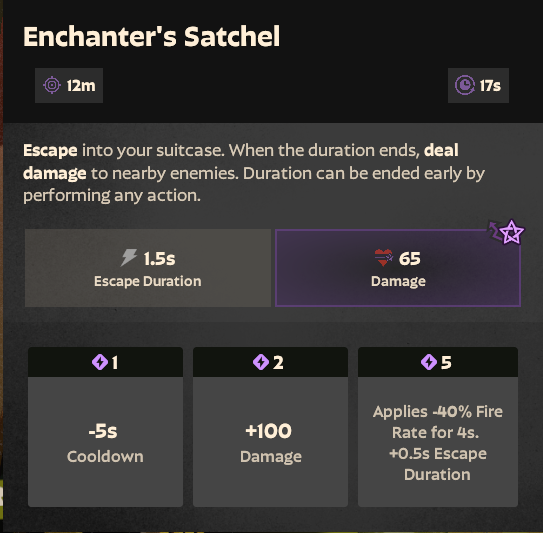 Enchanter's Satchel
12m
17s
Escape into your suitcase. When the duration ends, deal
damage to nearby enemies. Duration can be ended early by
performing any action.
1.5s
Escape Duration
65
Damage
1
-5s
Cooldown
2
+100
Damage
5
Applies -40% Fire
Rate for 4s.
+0.5s Escape
Duration